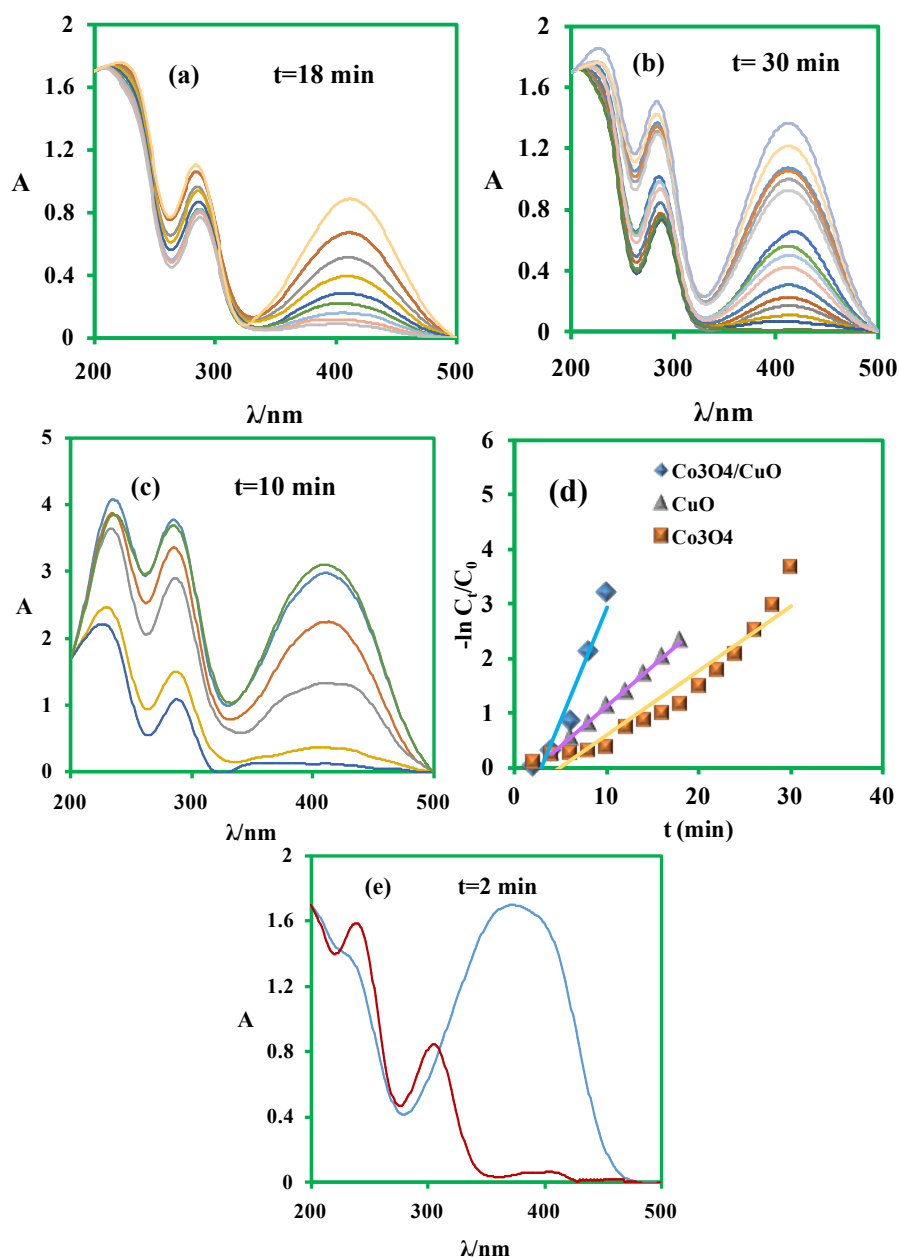 (a) t=18 min
2
1.6
1.2
0.8
0.4
0
A
200 300 400 500
λ/nm
(b) t= 30 min
2
1.6
1.2
0.8
0.4
0
A
200 300 400 500
λ/nm
(c) t=10 min
5
4
3
2
1
0
A
200 300 400 500
λ/nm
(d)
Co3O4/CuO
CuO
Co3O4
6
5
4
3
2
1
0
-ln Ct/C0
0 10 20 30 40
t (min)
(e) t=2 min
2
1.6
1.2
0.8
0.4
0
A
200 300 400 500
λ/nm